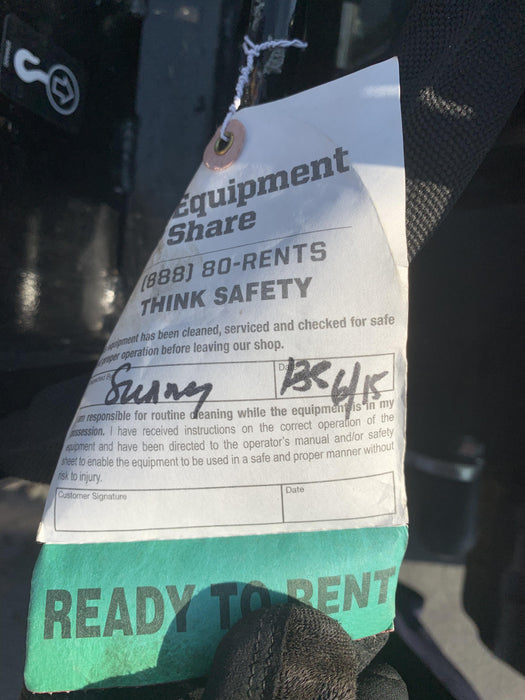 Equipment
Share
(888) 80-RENTS
THINK SAFETY
equipment has been cleaned, serviced and checked for safe
proper operation before leaving our shop.
6/15
am responsible for routine cleaning while the equipment is in my
possession. I have received instructions on the correct operation of the
equipment and have been directed to the operator's manual and/or safety
sheet to enable the equipment to be used in a safe and proper manner without
risk to injury.
Customer Signature
Date
READY TO RENT